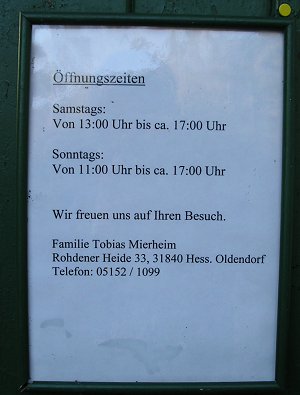 Öffnungszeiten
Samstags:
Von 13:00 Uhr bis ca. 17:00 Uhr
Sonntags:
Von 11:00 Uhr bis ca. 17:00 Uhr
Wir freuen uns auf Ihren Besuch.
Familie Tobias Mierheim
Rohdener Heide 33, 31840 Hess. Oldendorf
Telefon: 05152 / 1099